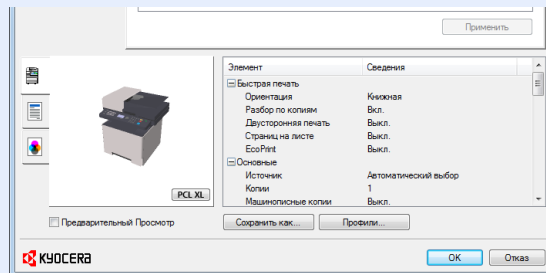 Применить
Элемент Сведения
Быстрая печать
Ориентация Книжная
Разбор по копиям Вкл.
Двусторонняя печать Выкл.
Страниц на листе Выкл.
EcoPrint Выкл.
Основные
Источник Автоматический выбор
Копии 1
Машинописные копии Выкл.
PCL XL
Предварительный Просмотр Сохранить как... Профили...
KYOCERA OK Отказ